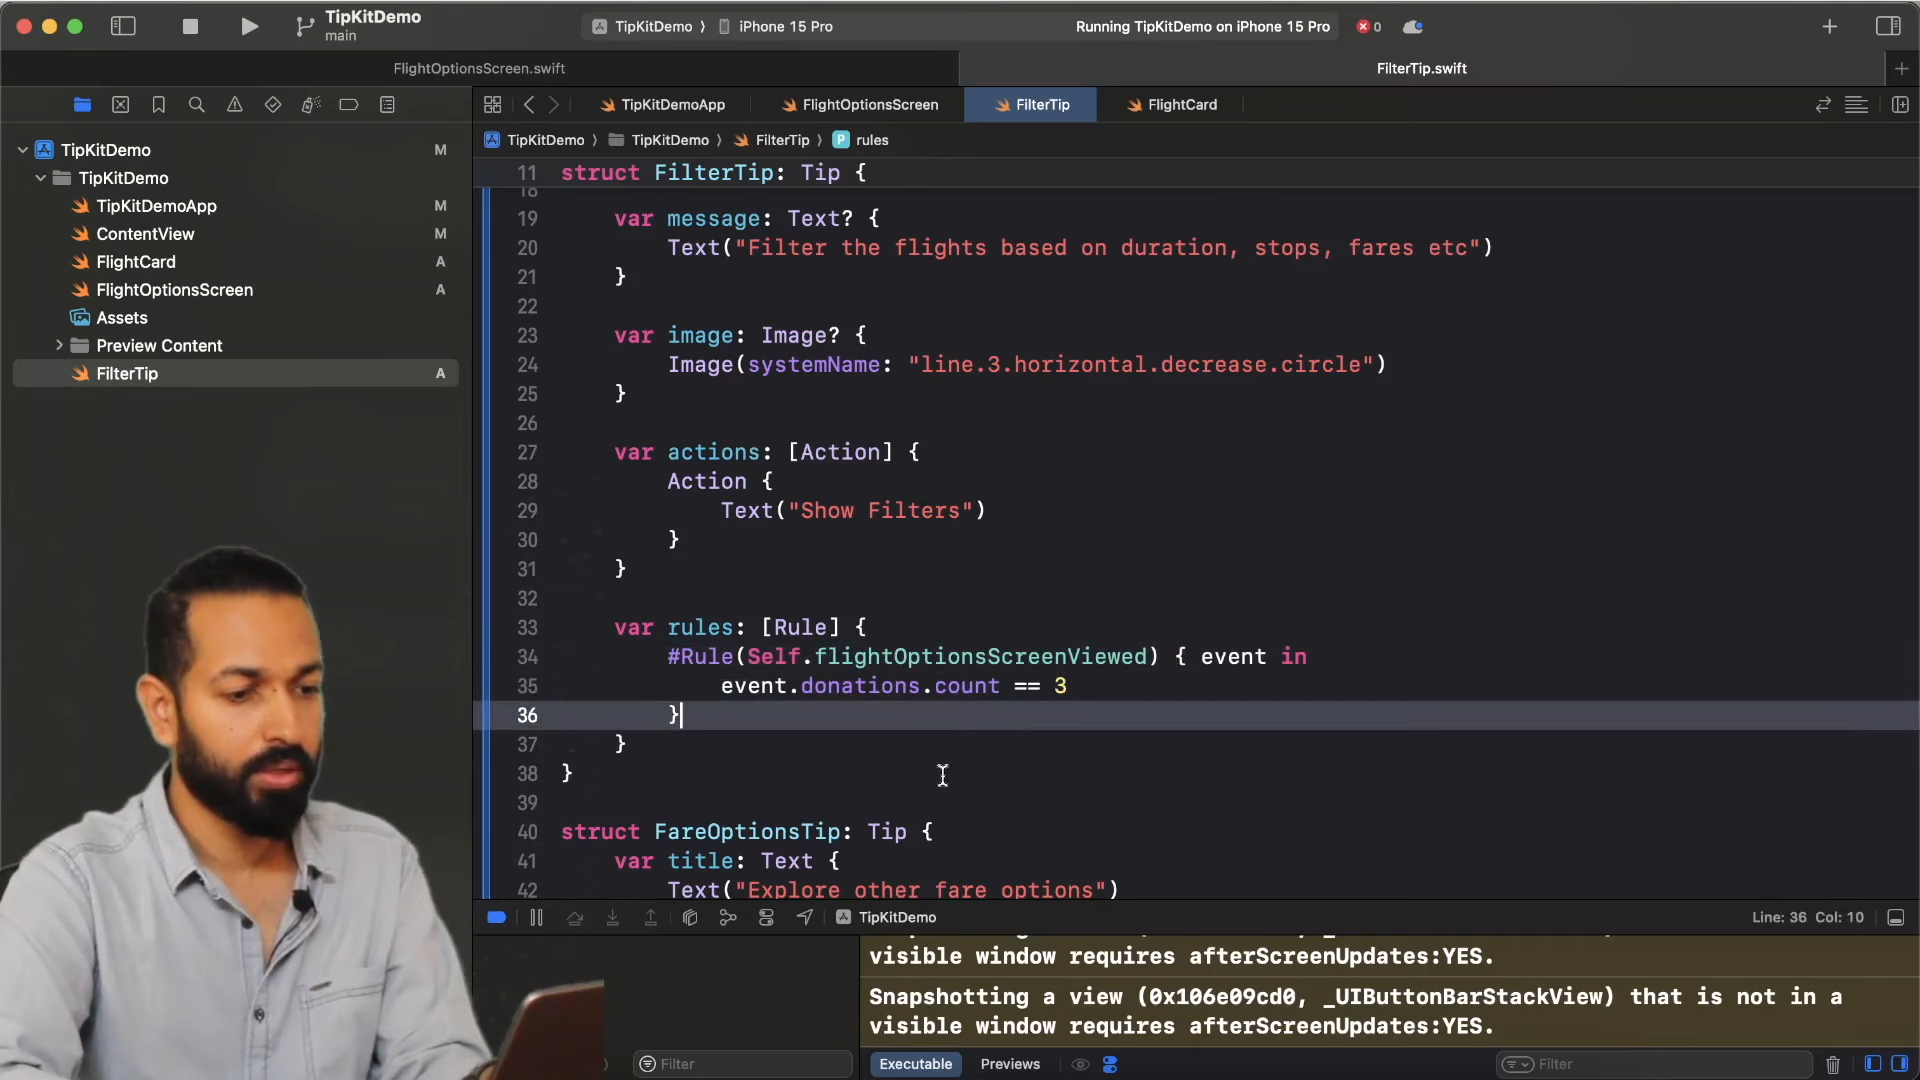 TipKitDemo
main
TipKitDemo 〉 iPhone 15 Pro
Running TipKitDemo on iPhone 15 Pro
0
FlightOptionsScreen.swift
FilterTip.swift
TipKitDemoApp
FlightOptionsScreen
FilterTip
FlightCard
TipKitDemo 〉 TipKitDemo 〉 FilterTip 〉 P rules
TipKitDemo M
TipKitDemo
TipKitDemoApp M
ContentView M
FlightCard A
FlightOptionsScreen A
Assets
Preview Content
FilterTip A
11 struct FilterTip: Tip {
18
19 var message: Text? {
20 Text("Filter the flights based on duration, stops, fares etc")
21 }
22
23 var image: Image? {
24 Image(systemName: "line.3.horizontal.decrease.circle")
25 }
26
27 var actions: [Action] {
28 Action {
29 Text("Show Filters")
30 }
31 }
32
33 var rules: [Rule] {
34 #Rule(Self.flightOptionsScreenViewed) { event in
35 event.donations.count == 3
36 }
37 }
38 }
39
40 struct FareOptionsTip: Tip {
41 var title: Text {
42 Text("Explore other fare options")
TipKitDemo
Line: 36 Col: 10
visible window requires afterScreenUpdates:YES.
Snapshotting a view (0x106e09cd0, _UIButtonBarStackView) that is not in a
visible window requires afterScreenUpdates:YES.
Filter
Executable
Previews
Filter